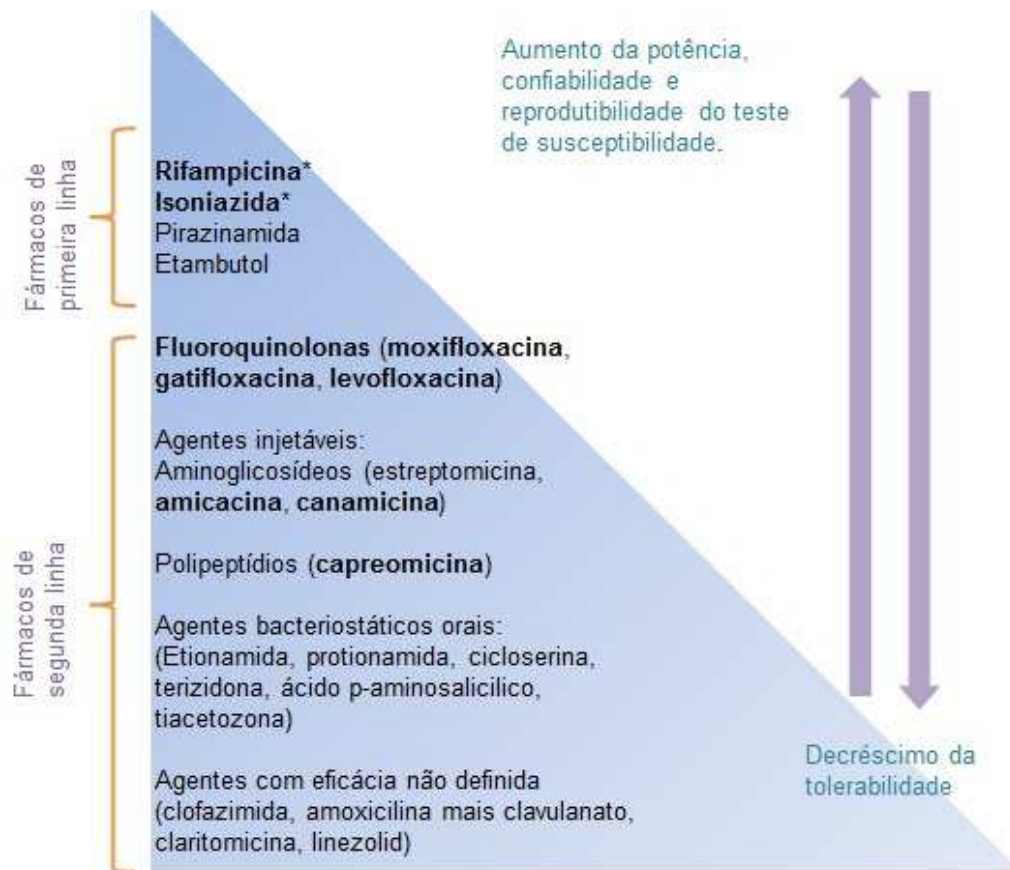 Aumento da potência,
confiabilidade e
reprodutibilidade do teste
de susceptibilidade.
Fármacos de
primeira linha
Rifampicina*
Isoniazida*
Pirazinamida
Etambutol
Fármacos de
segunda linha
Fluoroquinolonas (moxifloxacina,
gatifloxacina, levofloxacina)
Agentes injetáveis:
Aminoglicosídeos (estreptomicina,
amicacina, canamicina)
Polipeptídios (capreomicina)
Agentes bacteriostáticos orais:
(Etionamida, protionamida, cicloserina,
terizidona, ácido p-aminosalicilico,
tiacetozona)
Agentes com eficácia não definida
(clofazimida, amoxicilina mais clavulanato,
claritomicina, linezolid)
Decréscimo da
tolerabilidade